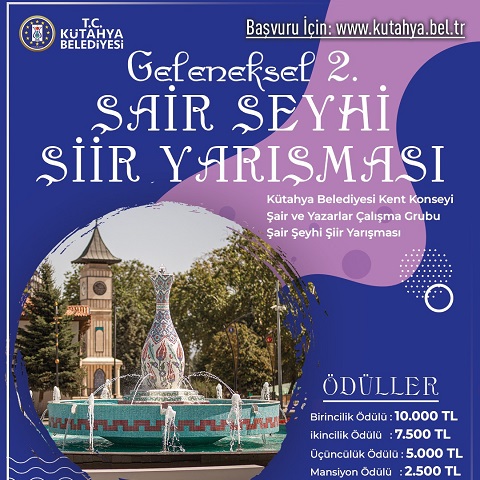 T.C.
KÜTAHYA
BELEDİYESİ
Başvuru İçin: www.kutahya.bel.tr
Geleneksel 2.
ŞAİR ŞEYHİ
ŞİİR YARIŞMASI
Kütahya Belediyesi Kent Konseyi
Şair ve Yazarlar Çalışma Grubu
Şair Şeyhi Şiir Yarışması
ÖDÜLLER
Birincilik Ödülü : 10.000 TL
ikincilik Ödülü : 7.500 TL
Üçüncülük Ödülü : 5.000 TL
Mansiyon Ödülü : 2.500 TL